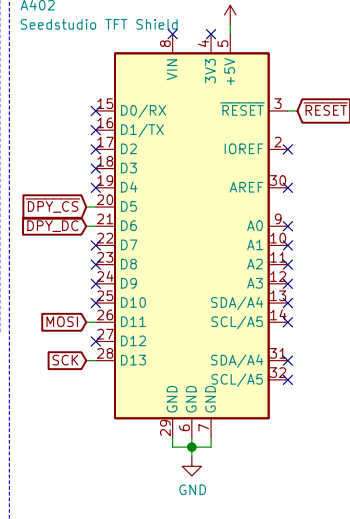 A402
Seedstudio TFT Shield
8 4 5
VIN 3V3 +5V
15 D0/RX RESET 3 RESET
16 D1/TX
17 D2 IOREF 2
18 D3
19 D4 AREF 30
DPY_CS 20 D5
DPY_DC 21 D6 A0 9
22 D7 A1 10
23 D8 A2 11
24 D9 A3 12
25 D10 SDA/A4 13
MOSI 26 D11 SCL/A5 14
27 D12
SCK 28 D13 SDA/A4 31
SCL/A5 32
GND GND GND
29 6 7
GND